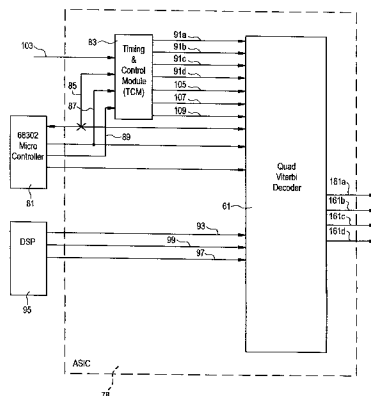 83
103
Timing
&
Control
Module
(TCM)
91a
91b
91c
91d
105
107
109
85
87
89
68302
Micro
Controller
81
Quad
Viterbi
Decoder
61
161a
161b
161c
161d
DSP
95
93
99
97
ASIC
78